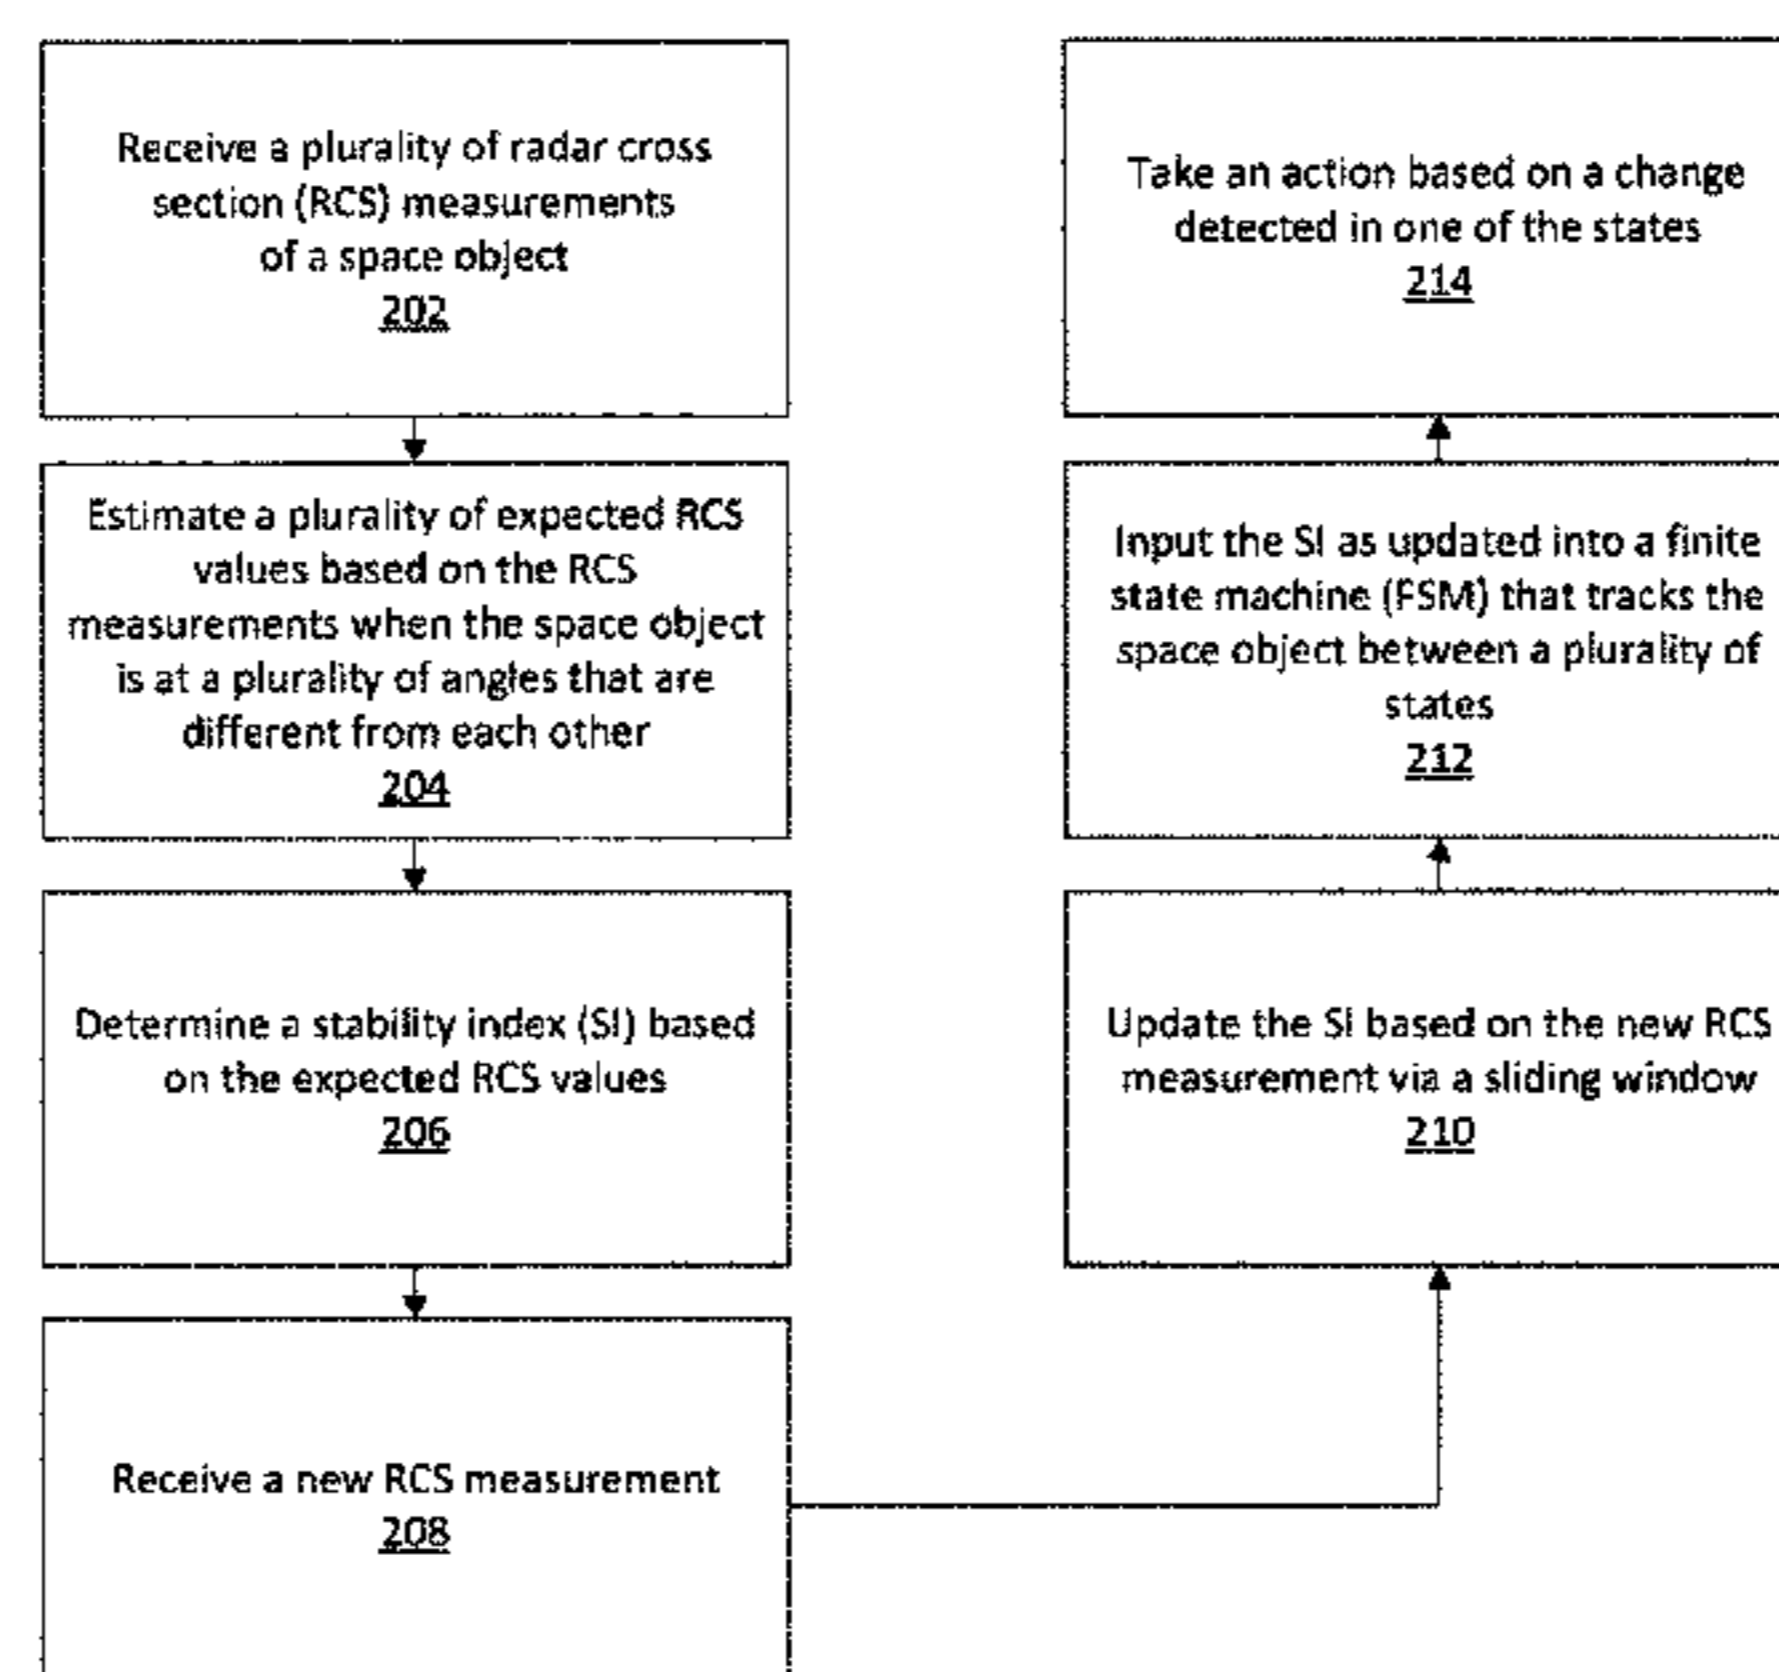 Receive a plurality of radar cross
section (RCS) measurements
of a space object
202
Estimate a plurality of expected RCS
values based on the RCS
measurements when the space object
is at a plurality of angles that are
different from each other
204
Determine a stability index (SI) based
on the expected RCS values
206
Receive a new RCS measurement
208
Update the SI based on the new RCS
measurement via a sliding window
210
Input the SI as updated into a finite
state machine (FSM) that tracks the
space object between a plurality of
states
212
Take an action based on a change
detected in one of the states
214